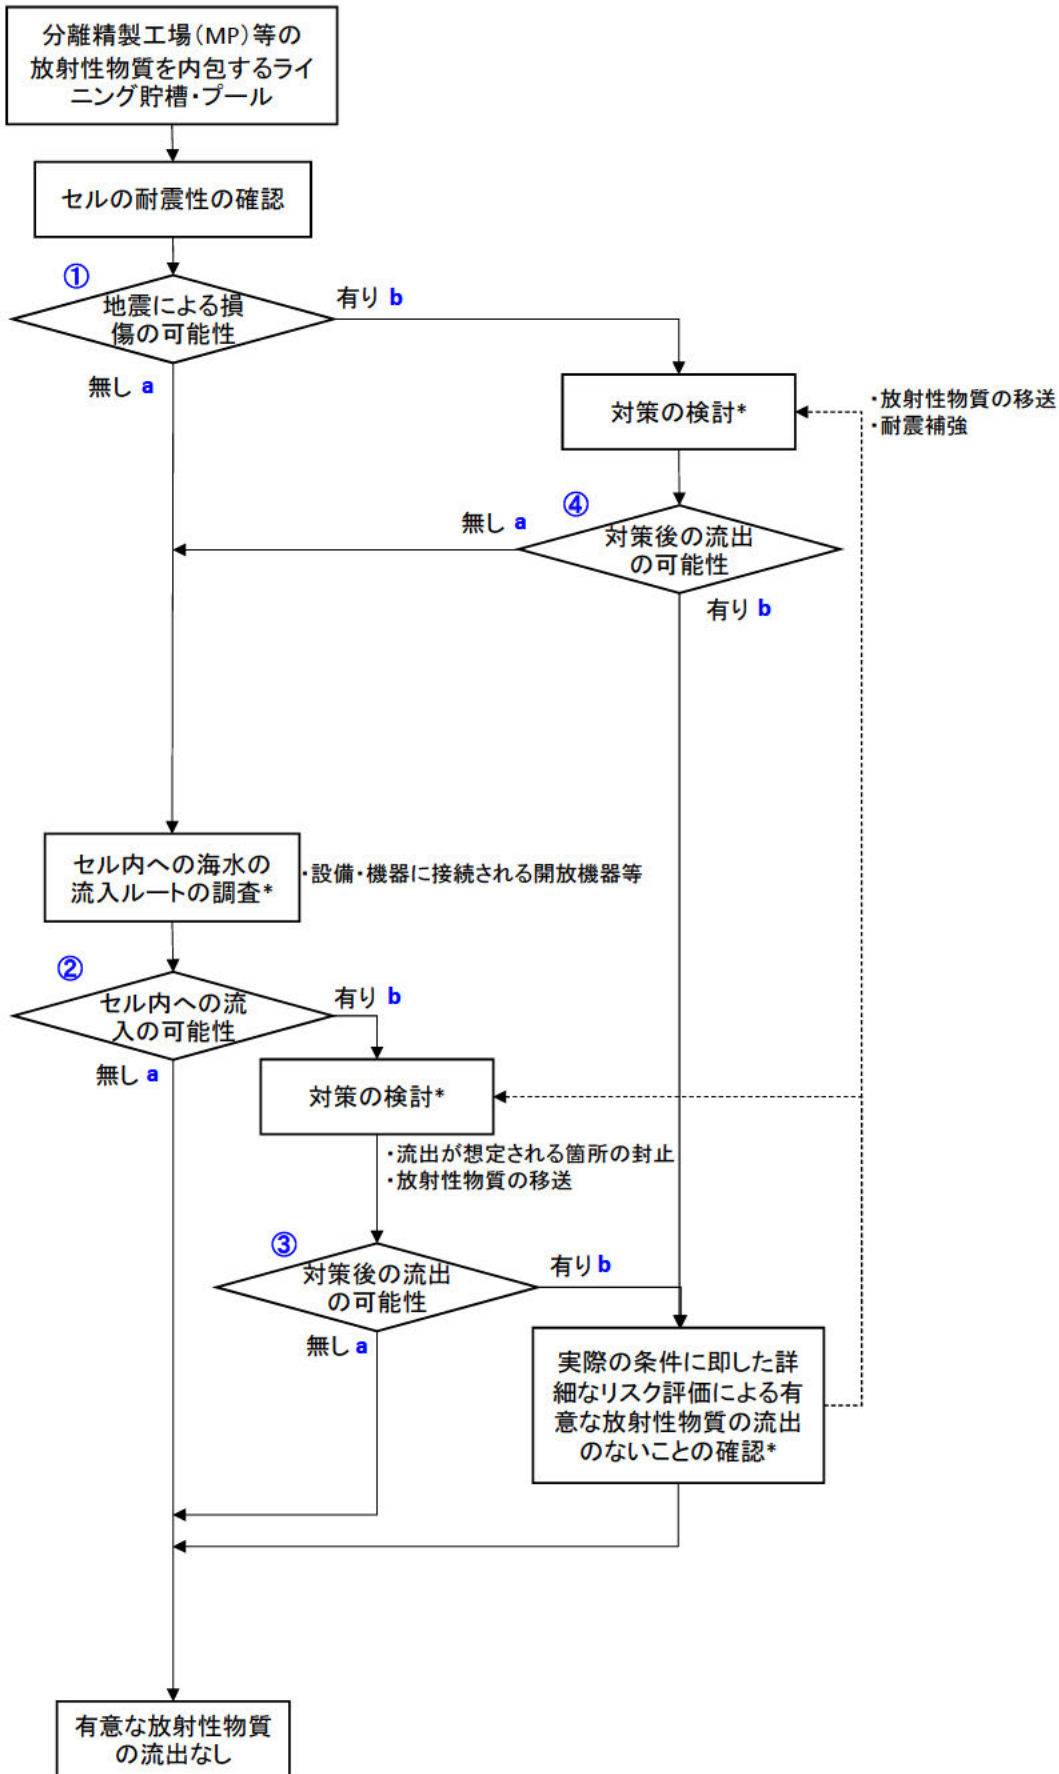 分離精製工場(MP)等の
放射性物質を内包するライ
ニング貯槽・プール
セルの耐震性の確認
①
地震による損
傷の可能性
有り b
無し a
対策の検討*
・放射性物質の移送
・耐震補強
④
無し a
対策後の流出
の可能性
有り b
セル内への海水の
流入ルートの調査*
・設備・機器に接続される開放機器等
②
セル内への流
入の可能性
有り b
無し a
対策の検討*
・流出が想定される箇所の封止
・放射性物質の移送
③
対策後の流出
の可能性
有り b
無し a
実際の条件に即した詳
細なリスク評価による有
意な放射性物質の流出
のないことの確認*
有意な放射性物質
の流出なし